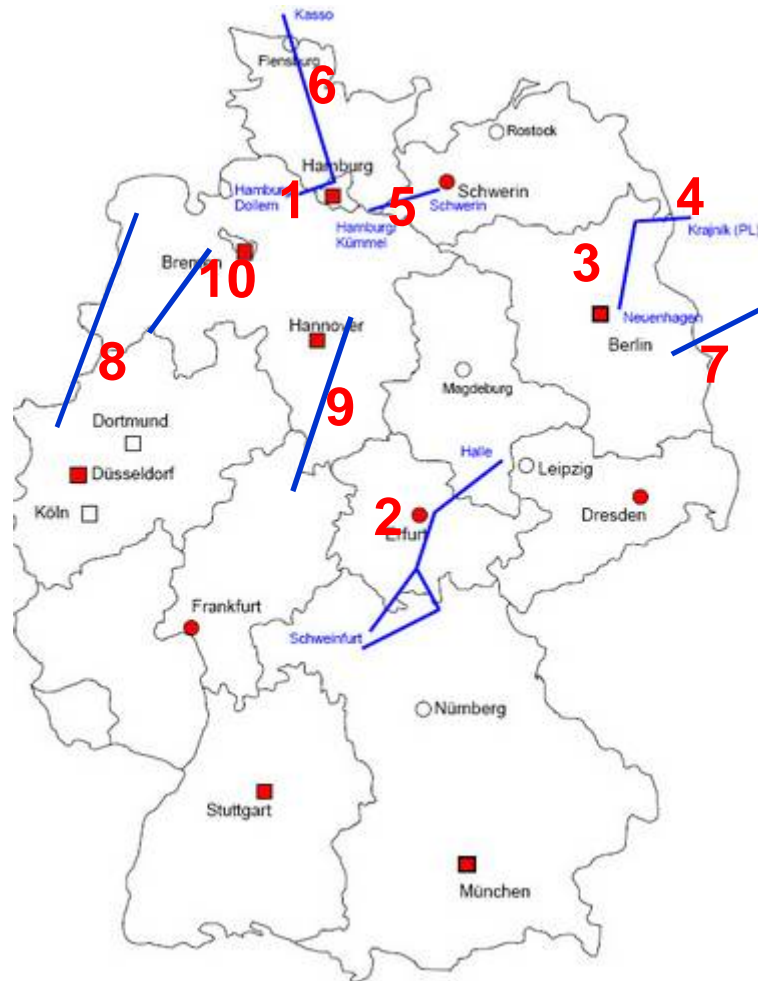 Kasso
Flensburg
6
Rostock
Hamburg
Hamburg/
Dollern
1
Schwerin
Schwerin
5
4
Hamburg/
Kümmel
Krajnik (PL)
Bremen
10
3
Neuenhagen
Hannover
Berlin
7
8
Magdeburg
9
Dortmund
Halle
Leipzig
Düsseldorf
Köln
2
Erfurt
Dresden
Frankfurt
Schweinfurt
Nürnberg
Stuttgart
München